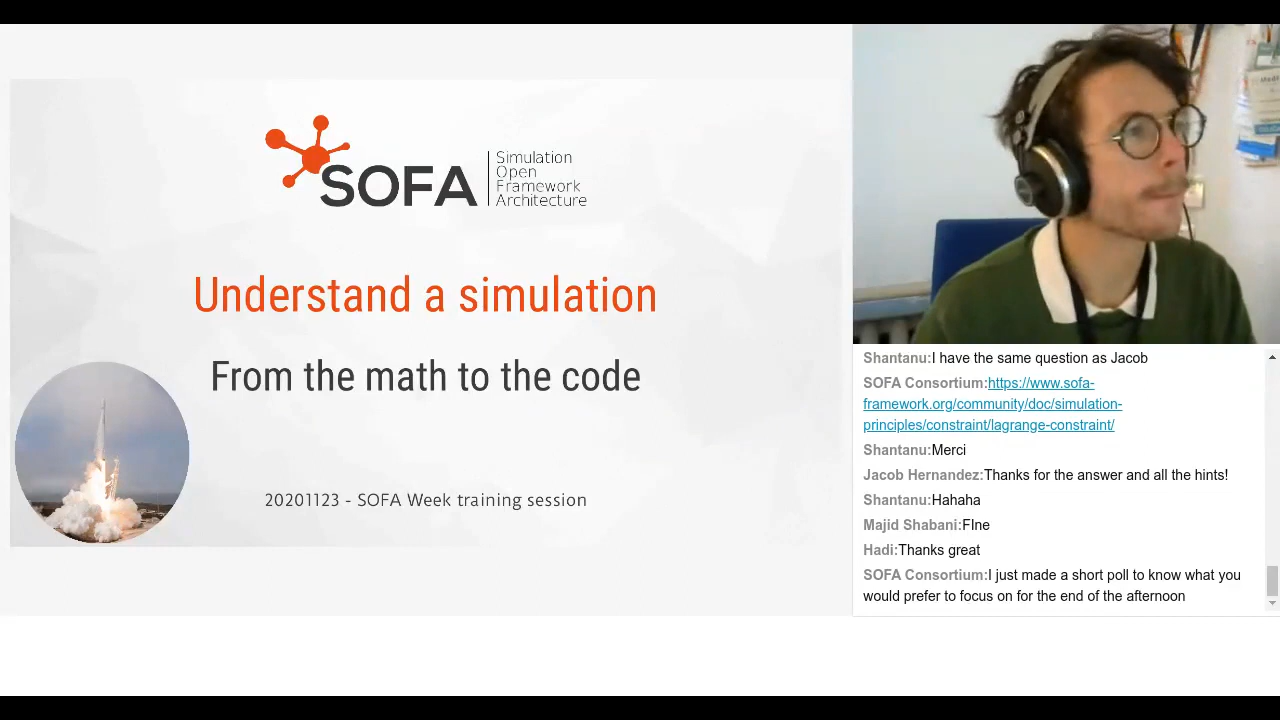 SOFA
Simulation
Open
Framework
Architecture
Understand a simulation
From the math to the code
20201123 - SOFA Week training session
Shantanu:I have the same question as Jacob
SOFA Consortium:https://www.sofa-
framework.org/community/doc/simulation-
principles/constraint/lagrange-constraint/
Shantanu:Merci
Jacob Hernandez:Thanks for the answer and all the hints!
Shantanu:Hahaha
Majid Shabani:FIne
Hadi:Thanks great
SOFA Consortium:I just made a short poll to know what you
would prefer to focus on for the end of the afternoon